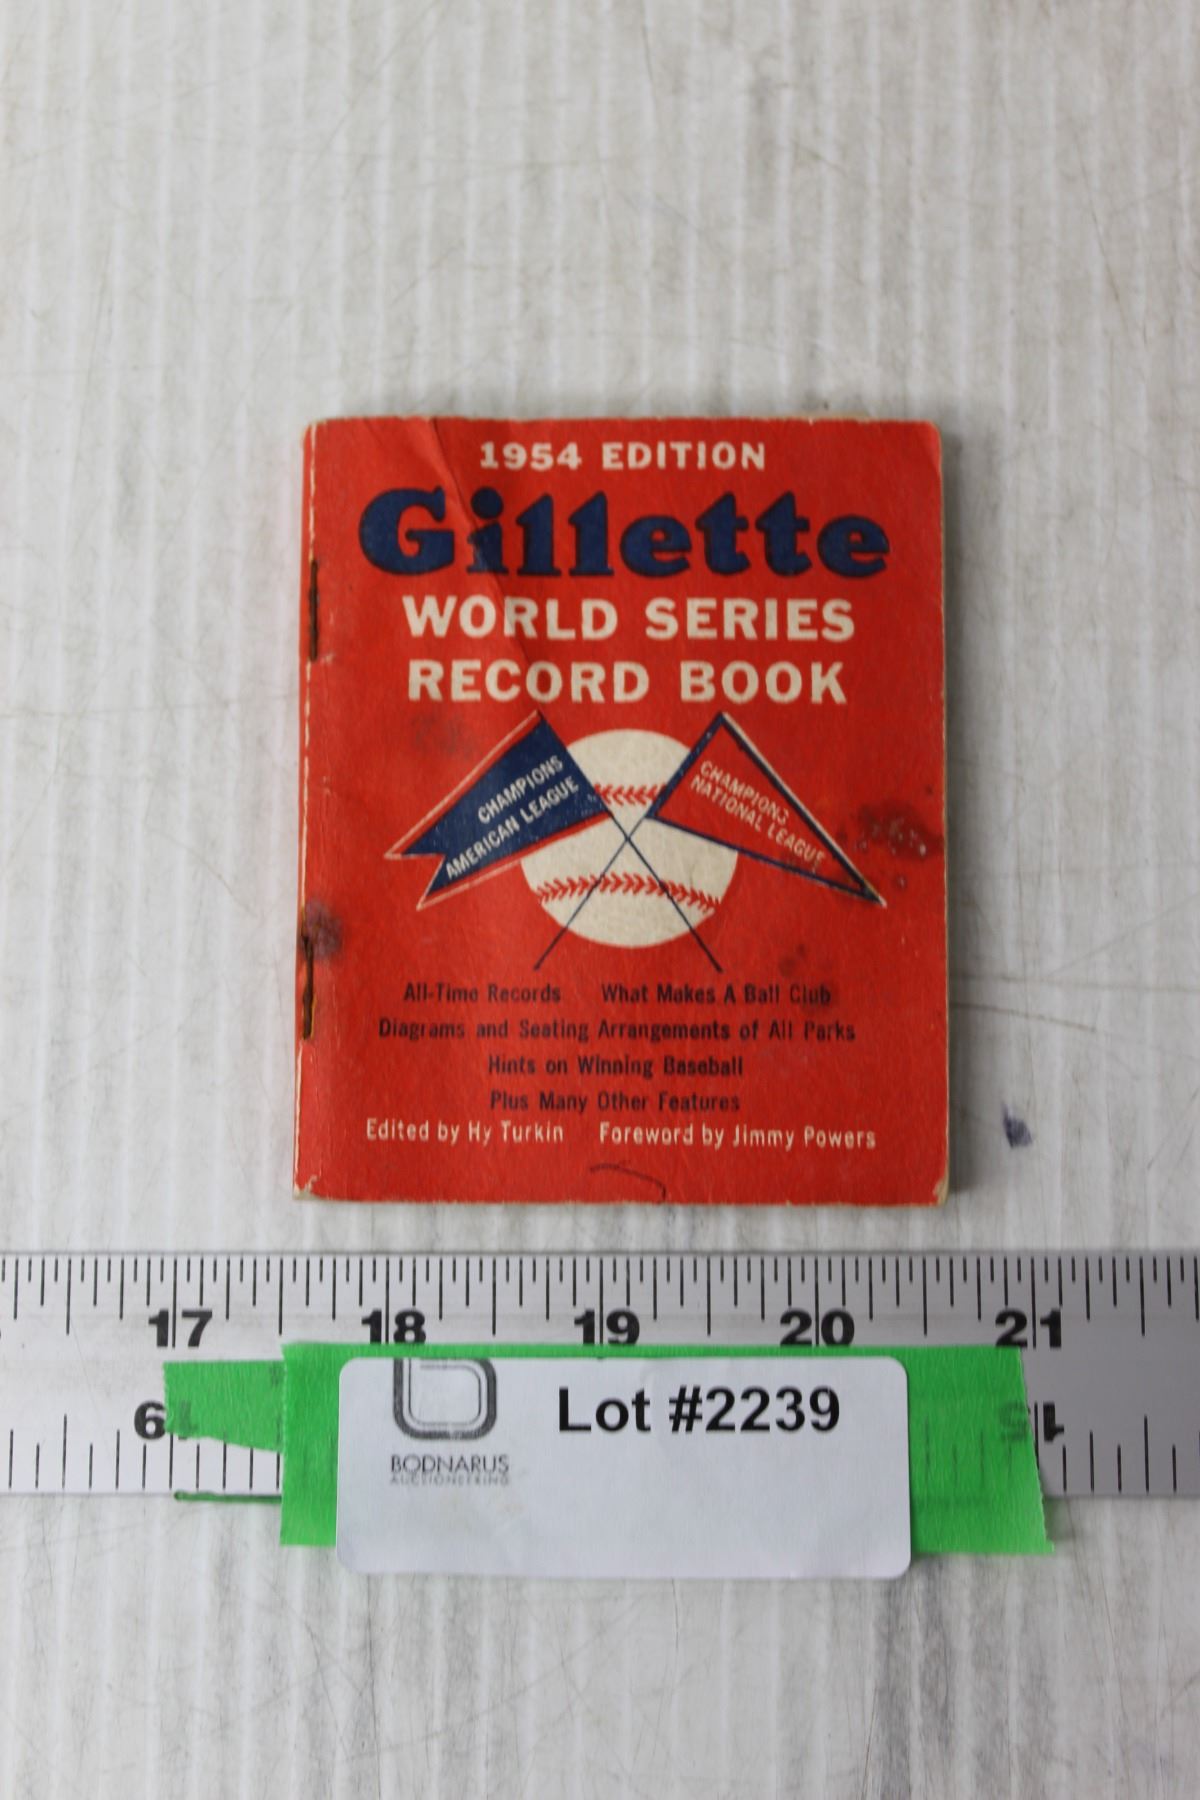 1954 EDITION
Gillette
WORLD SERIES
RECORD BOOK
CHAMPIONS
AMERICAN LEAGUE
CHAMPIONS
NATIONAL LEAGUE
All-Time Records What Makes A Ball Club
Diagrams and Seating Arrangements of All Parks
Hints on Winning Baseball
Plus Many Other Features
Edited by Hy Turkin Foreword by Jimmy Powers
17 18 19 20 21
Lot #2239
BODNARUS
AUCTIONEERING